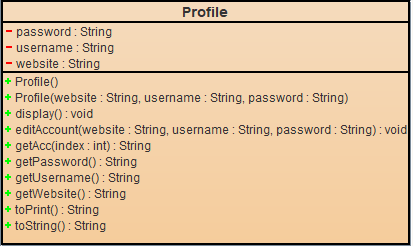 Profile
- password : String
- username : String
- website : String
+ Profile()
+ Profile(website : String, username : String, password : String)
+ display() : void
+ editAccount(website : String, username : String, password : String) : void
+ getAcc(index : int) : String
+ getPassword() : String
+ getUsername() : String
+ getWebsite() : String
+ toPrint() : String
+ toString() : String